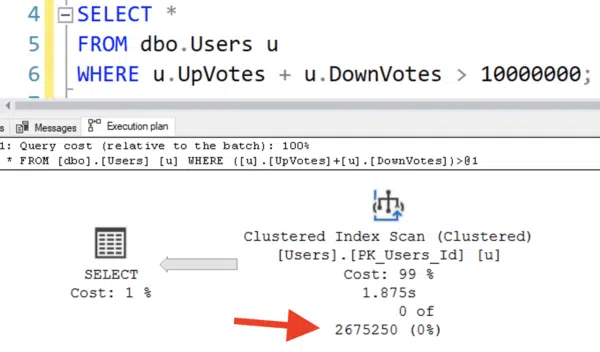 4 SELECT *
5 FROM dbo.Users u
6 WHERE u.UpVotes + u.DownVotes > 10000000;
s Messages Execution plan
1: Query cost (relative to the batch): 100%
* FROM [dbo].[Users] [u] WHERE ([u].[UpVotes]+[u].[DownVotes])>@1
SELECT
Cost: 1 %
Clustered Index Scan (Clustered)
[Users].[PK_Users_Id] [u]
Cost: 99 %
1.875s
0 of
2675250 (0%)